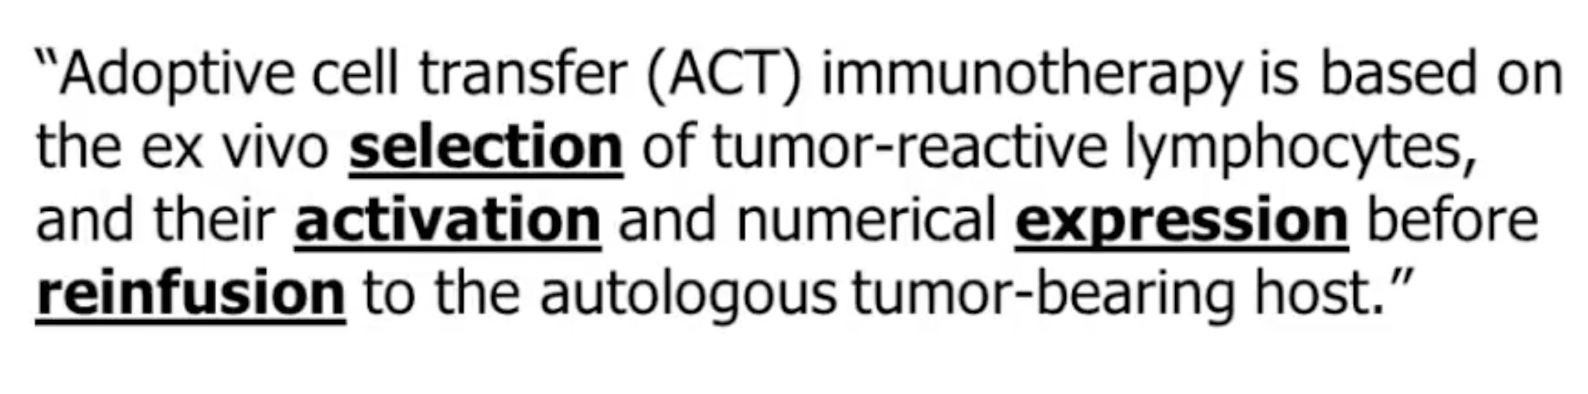 “Adoptive cell transfer (ACT) immunotherapy is based on
the ex vivo selection of tumor-reactive lymphocytes,
and their activation and numerical expression before
reinfusion to the autologous tumor-bearing host.”